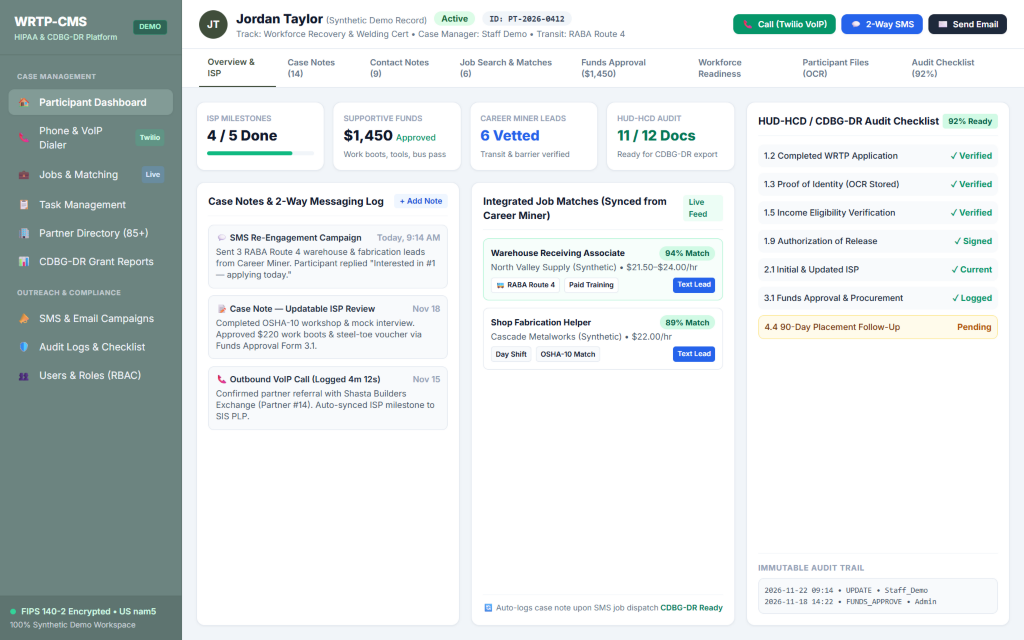 WRTP-CMS
HIPAA & CDBG-DR Platform
DEMO
CASE MANAGEMENT
Participant Dashboard
Phone & VoIP
Dialer
Twilio
Jobs & Matching
Live
Task Management
Partner Directory (85+)
CDBG-DR Grant Reports
OUTREACH & COMPLIANCE
SMS & Email Campaigns
Audit Logs & Checklist
Users & Roles (RBAC)
FIPS 140-2 Encrypted • US nam5
100% Synthetic Demo Workspace
JT
Jordan Taylor (Synthetic Demo Record)
Active
ID: PT-2026-0412
Track: Workforce Recovery & Welding Cert • Case Manager: Staff Demo • Transit: RABA Route 4
Call (Twilio VoIP)
2-Way SMS
Send Email
Overview &
ISP
Case Notes
(14)
Contact Notes
(9)
Job Search & Matches
(6)
Funds Approval
($1,450)
Workforce
Readiness
Participant Files
(OCR)
Audit Checklist
(92%)
ISP MILESTONES
4 / 5 Done
SUPPORTIVE FUNDS
$1,450 Approved
Work boots, tools, bus pass
CAREER MINER LEADS
6 Vetted
Transit & barrier verified
HUD-HCD AUDIT
11 / 12 Docs
Ready for CDBG-DR export
Case Notes & 2-Way Messaging Log
+ Add Note
SMS Re-Engagement Campaign
Today, 9:14 AM
Sent 3 RABA Route 4 warehouse & fabrication leads
from Career Miner. Participant replied "Interested in #1
— applying today."
Case Note — Updatable ISP Review
Nov 18
Completed OSHA-10 workshop & mock interview.
Approved $220 work boots & steel-toe voucher via
Funds Approval Form 3.1.
Outbound VoIP Call (Logged 4m 12s)
Nov 15
Confirmed partner referral with Shasta Builders
Exchange (Partner #14). Auto-synced ISP milestone to
SIS PLP.
Integrated Job Matches (Synced from
Career Miner)
Live
Feed
Warehouse Receiving Associate
94% Match
North Valley Supply (Synthetic) • $21.50–$24.00/hr
RABA Route 4
Paid Training
Text Lead
Shop Fabrication Helper
89% Match
Cascade Metalworks (Synthetic) • $22.00/hr
Day Shift
OSHA-10 Match
Text Lead
Auto-logs case note upon SMS job dispatch
CDBG-DR Ready
HUD-HCD / CDBG-DR Audit Checklist
92% Ready
1.2 Completed WRTP Application
✓ Verified
1.3 Proof of Identity (OCR Stored)
✓ Verified
1.5 Income Eligibility Verification
✓ Verified
1.9 Authorization of Release
✓ Signed
2.1 Initial & Updated ISP
✓ Current
3.1 Funds Approval & Procurement
✓ Logged
4.4 90-Day Placement Follow-Up
Pending
IMMUTABLE AUDIT TRAIL
2026-11-22 09:14 • UPDATE • Staff_Demo
2026-11-18 14:22 • FUNDS_APPROVE • Admin